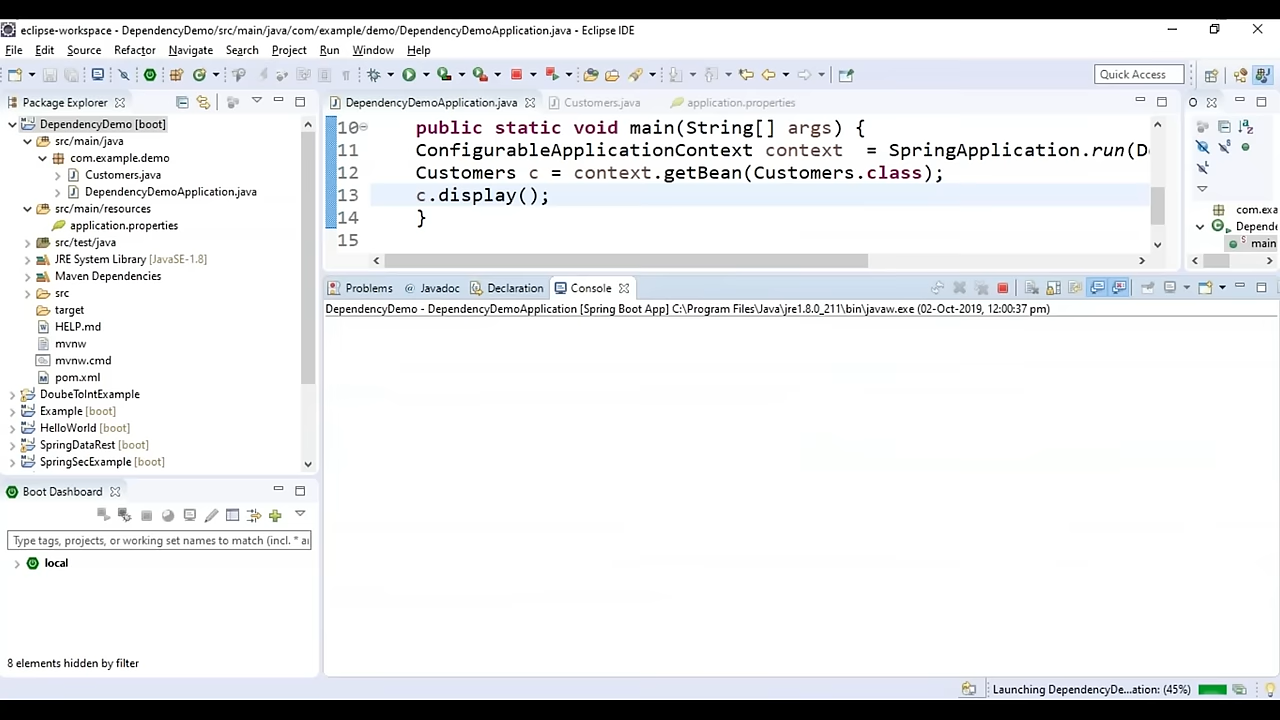 eclipse-workspace - DependencyDemo/src/main/java/com/example/demo/DependencyDemoApplication.java - Eclipse IDE
File Edit Source Refactor Navigate Search Project Run Window Help
Quick Access
Package Explorer
DependencyDemo [boot]
src/main/java
com.example.demo
Customers.java
DependencyDemoApplication.java
src/main/resources
application.properties
src/test/java
JRE System Library [JavaSE-1.8]
Maven Dependencies
src
target
HELP.md
mvnw
mvnw.cmd
pom.xml
DoubeToIntExample
Example [boot]
HelloWorld [boot]
SpringDataRest [boot]
SpringSecExample [boot]
Boot Dashboard
Type tags, projects, or working set names to match (incl. * ai
local
8 elements hidden by filter
DependencyDemoApplication.java Customers.java application.properties
10 public static void main(String[] args) {
11 ConfigurableApplicationContext context = SpringApplication.run(D
12 Customers c = context.getBean(Customers.class);
13 c.display();
14 }
15
O
com.exa
Depende
main
Problems @ Javadoc Declaration Console
DependencyDemo - DependencyDemoApplication [Spring Boot App] C:\Program Files\Java\jre1.8.0_211\bin\javaw.exe (02-Oct-2019, 12:00:37 pm)
Launching DependencyDe...ation: (45%)